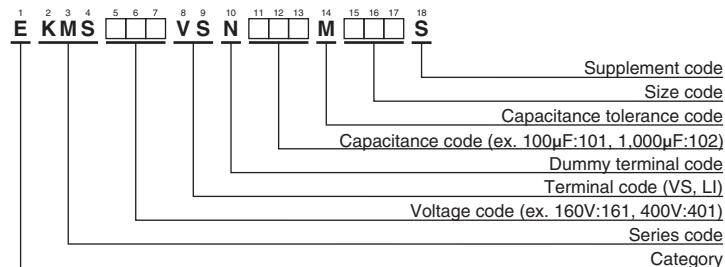 1 2 3 4 5 6 7 8 9 10 11 12 13 14 15 16 17 18
E K M S V S N M S
Supplement code
Size code
Capacitance tolerance code
Capacitance code (ex. 100μF:101, 1,000μF:102)
Dummy terminal code
Terminal code (VS, LI)
Voltage code (ex. 160V:161, 400V:401)
Series code
Category